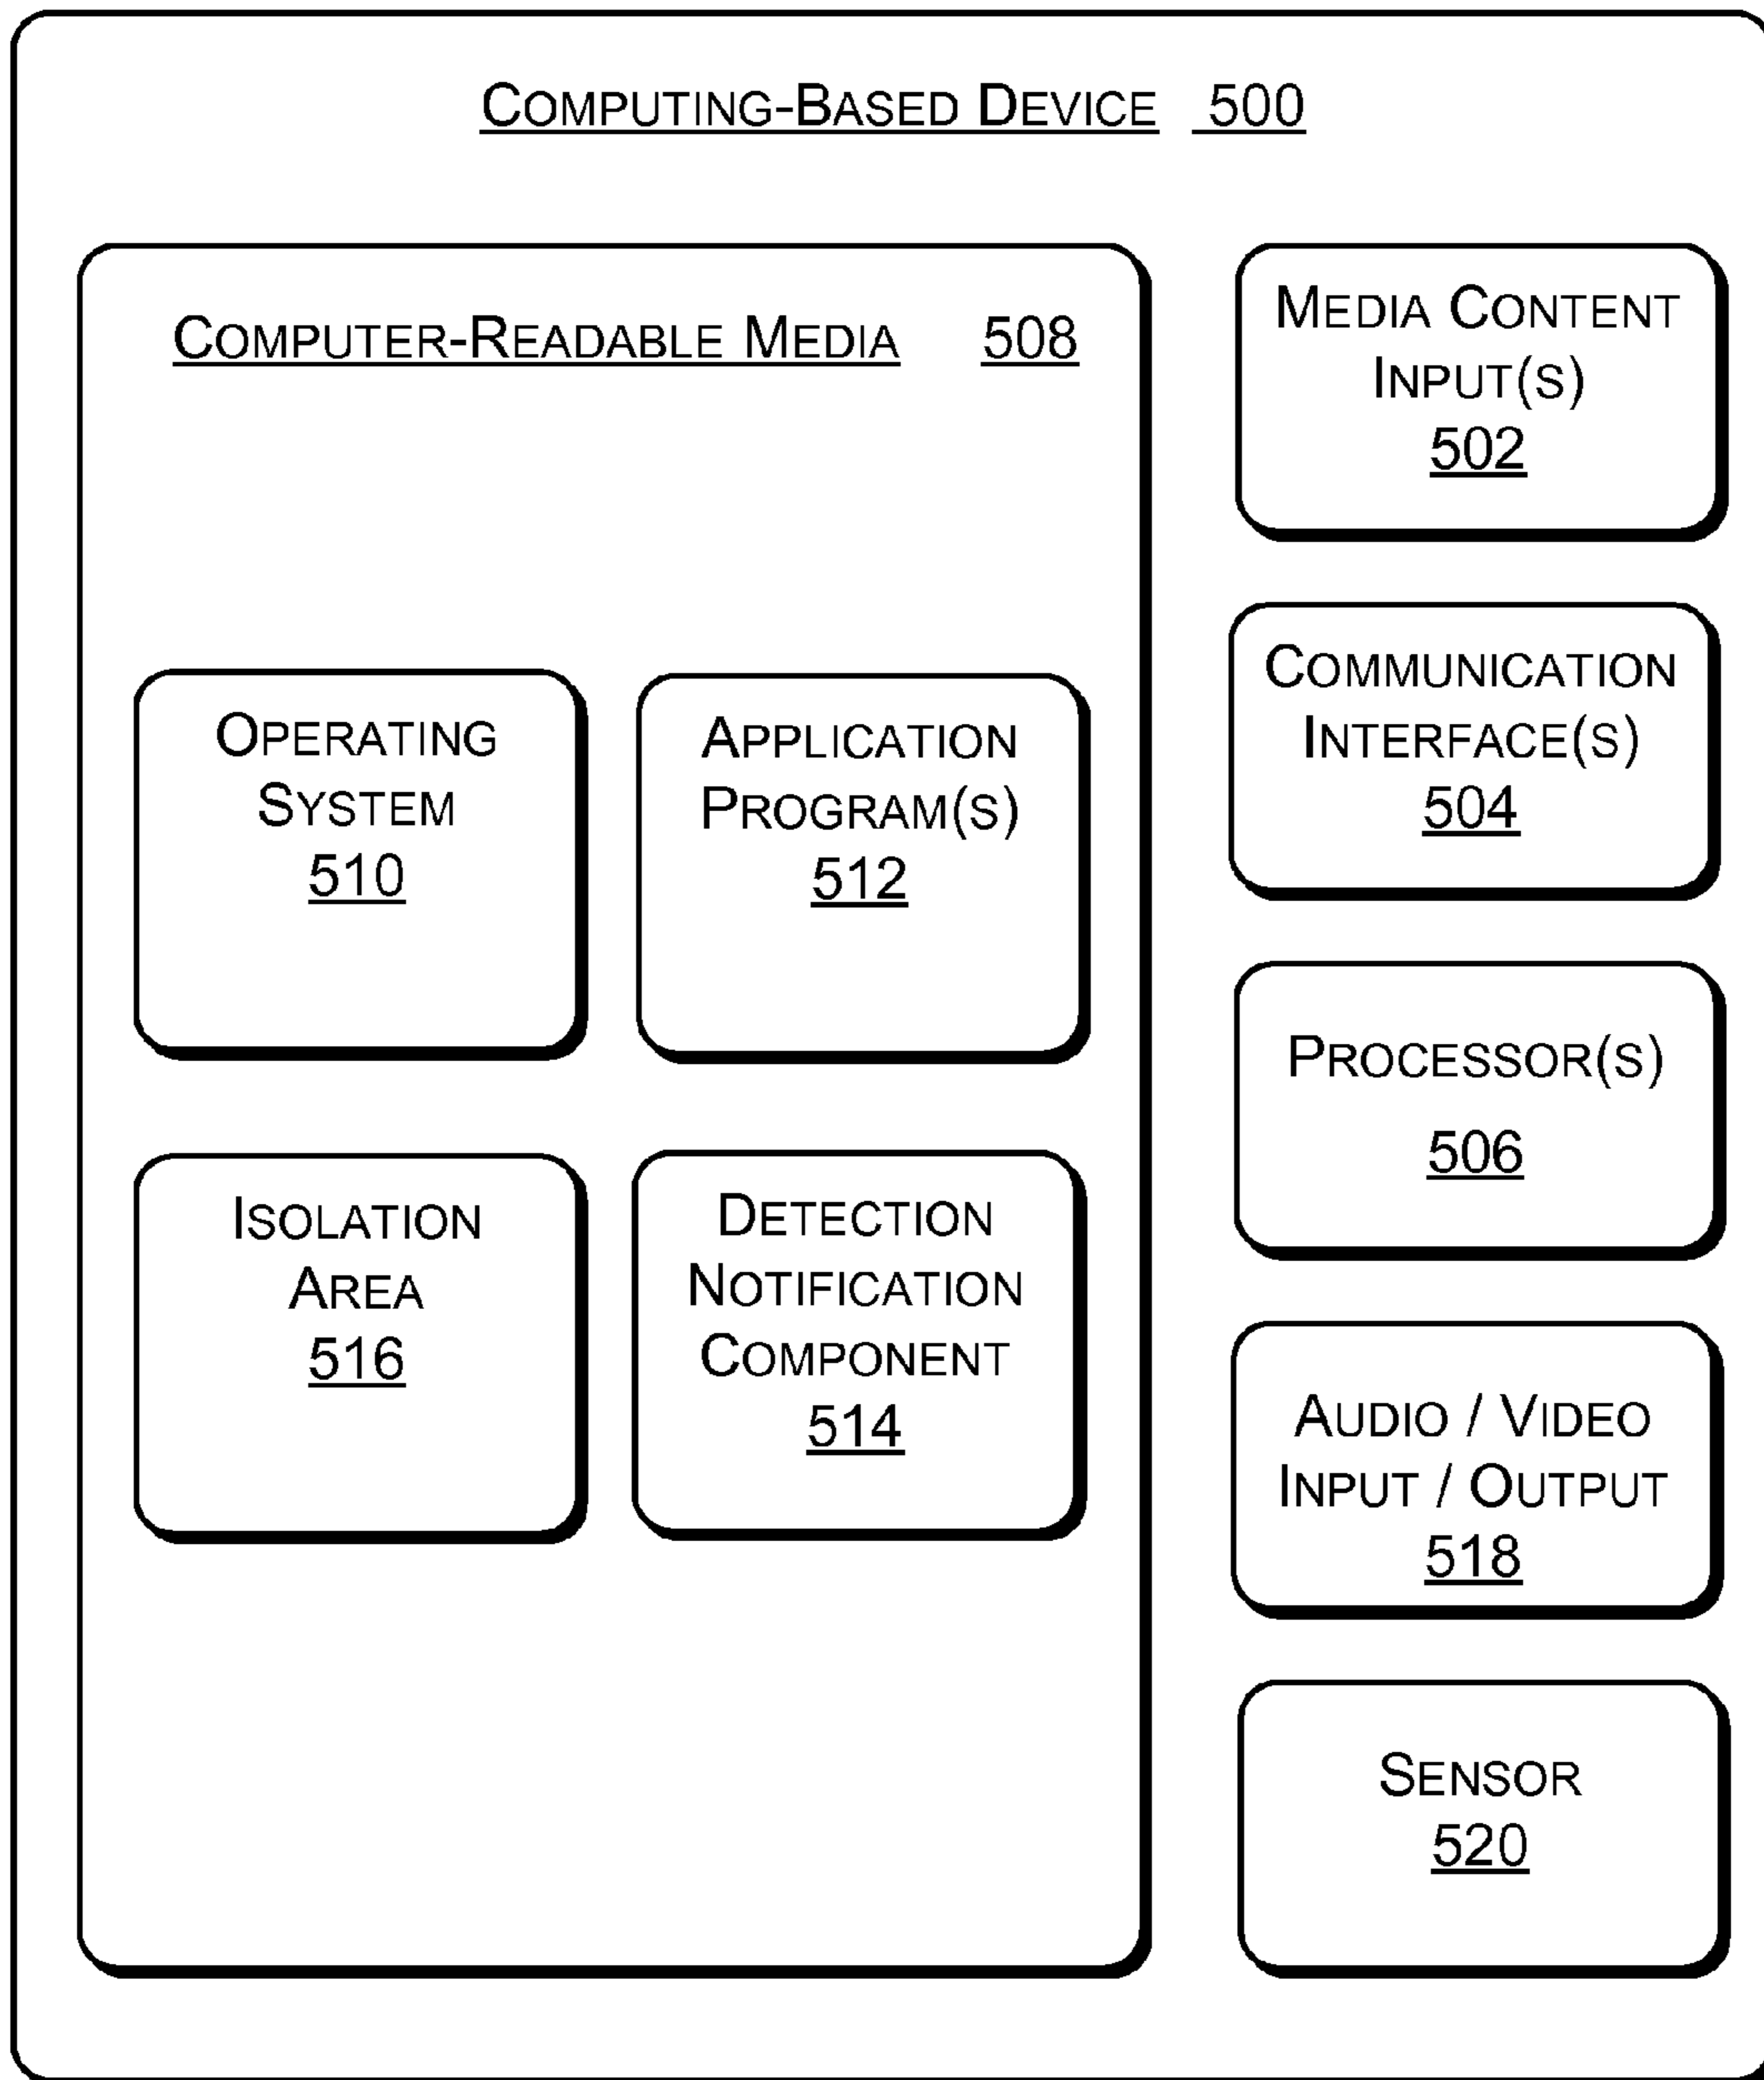 COMPUTING-BASED DEVICE 500
COMPUTER-READABLE MEDIA 508
OPERATING
SYSTEM
510
APPLICATION
PROGRAM(S)
512
ISOLATION
AREA
516
DETECTION
NOTIFICATION
COMPONENT
514
MEDIA CONTENT
INPUT(S)
502
COMMUNICATION
INTERFACE(S)
504
PROCESSOR(S)
506
AUDIO / VIDEO
INPUT / OUTPUT
518
SENSOR
520